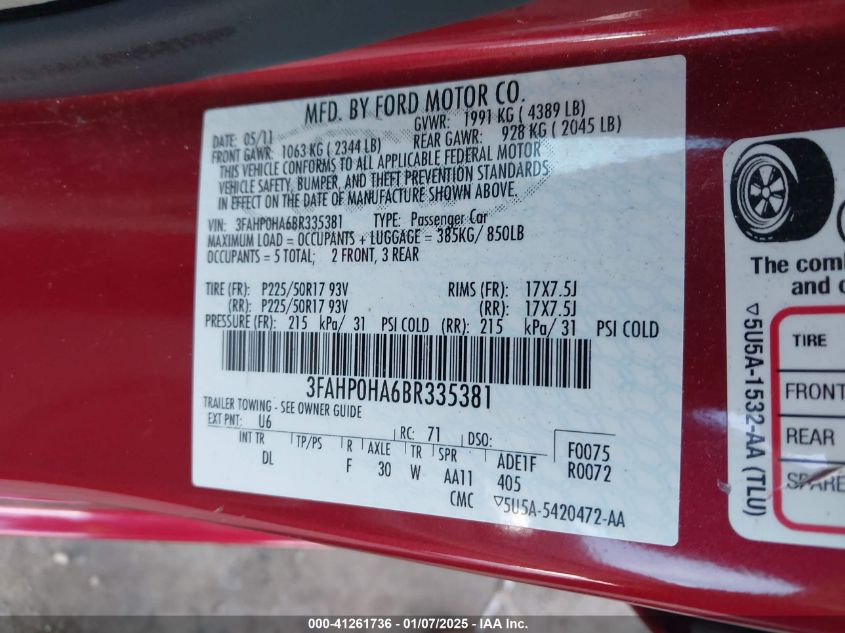 MFD. BY FORD MOTOR CO.
DATE: 05/11 GVWR: 1991 KG ( 4389 LB)
FRONT GAWR: 1063 KG ( 2344 LB) REAR GAWR: 928 KG ( 2045 LB)
THIS VEHICLE CONFORMS TO ALL APPLICABLE FEDERAL MOTOR
VEHICLE SAFETY, BUMPER, AND THEFT PREVENTION STANDARDS
IN EFFECT ON THE DATE OF MANUFACTURE SHOWN ABOVE.
VIN: 3FAHP0HA6BR335381 TYPE: Passenger Car
MAXIMUM LOAD = OCCUPANTS + LUGGAGE = 385KG/ 850LB
OCCUPANTS = 5 TOTAL; 2 FRONT, 3 REAR
TIRE (FR): P225/50R17 93V RIMS (FR): 17X7.5J
(RR): P225/50R17 93V (RR): 17X7.5J
PRESSURE (FR): 215 kPa/ 31 PSI COLD (RR): 215 kPa/ 31 PSI COLD
3FAHP0HA6BR335381
TRAILER TOWING - SEE OWNER GUIDE
EXT PNT: U6 RC: 71 DSO: F0075
R0072
INT TR TP/PS R AXLE TR SPR ADE1F
DL F 30 W AA11 405
CMC ▽5U5A-5420472-AA
The
and
▽5U5A-1532-AA (TLU)
TIRE
FRONT
REAR
SPARE
000-41261736 - 01/07/2025 - IAA Inc.